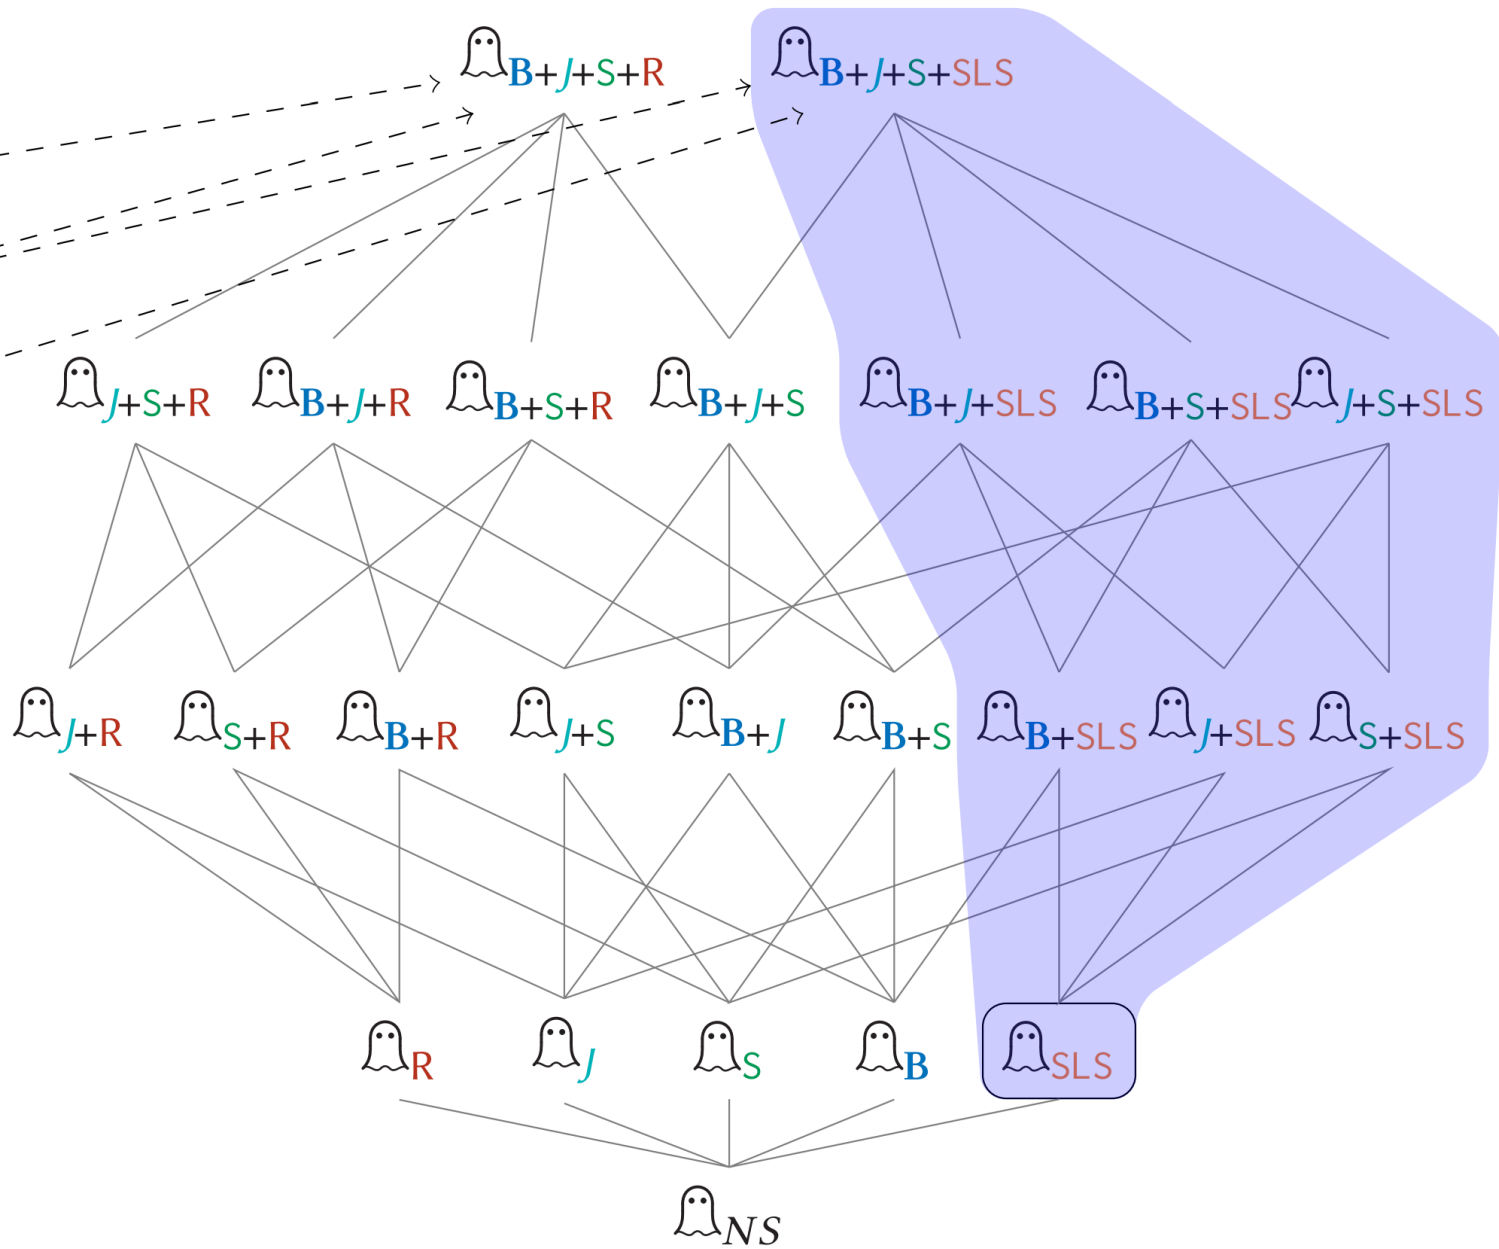 B+J+S+R B+J+S+SLS
J+S+R B+J+R B+S+R B+J+S B+J+SLS B+S+SLS J+S+SLS
J+R S+R B+R J+S B+J B+S B+SLS J+SLS S+SLS
R J S B SLS
NS